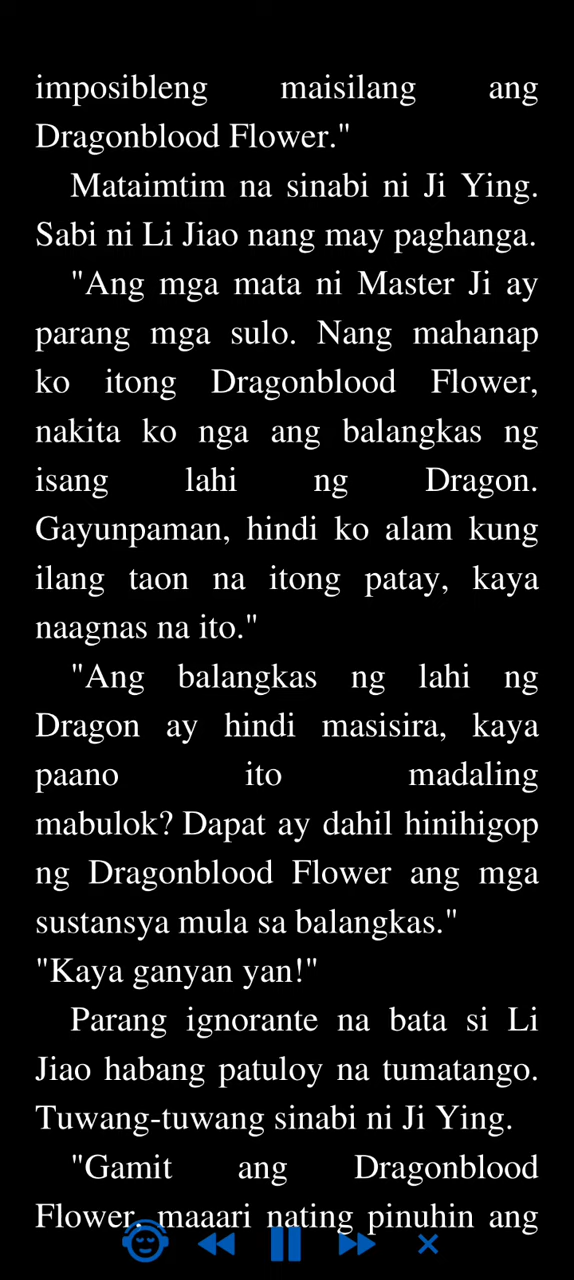 imposibleng maisilang ang
Dragonblood Flower."
Mataimtim na sinabi ni Ji Ying.
Sabi ni Li Jiao nang may paghanga.
"Ang mga mata ni Master Ji ay
parang mga sulo. Nang mahanap
ko itong Dragonblood Flower,
nakita ko nga ang balangkas ng
isang lahi ng Dragon.
Gayunpaman, hindi ko alam kung
ilang taon na itong patay, kaya
naagnas na ito."
"Ang balangkas ng lahi ng
Dragon ay hindi masisira, kaya
paano ito madaling
mabulok? Dapat ay dahil hinihigop
ng Dragonblood Flower ang mga
sustansya mula sa balangkas."
"Kaya ganyan yan!"
Parang ignorante na bata si Li
Jiao habang patuloy na tumatango.
Tuwang-tuwang sinabi ni Ji Ying.
"Gamit ang Dragonblood
Flower, maaari nating pinuhin ang